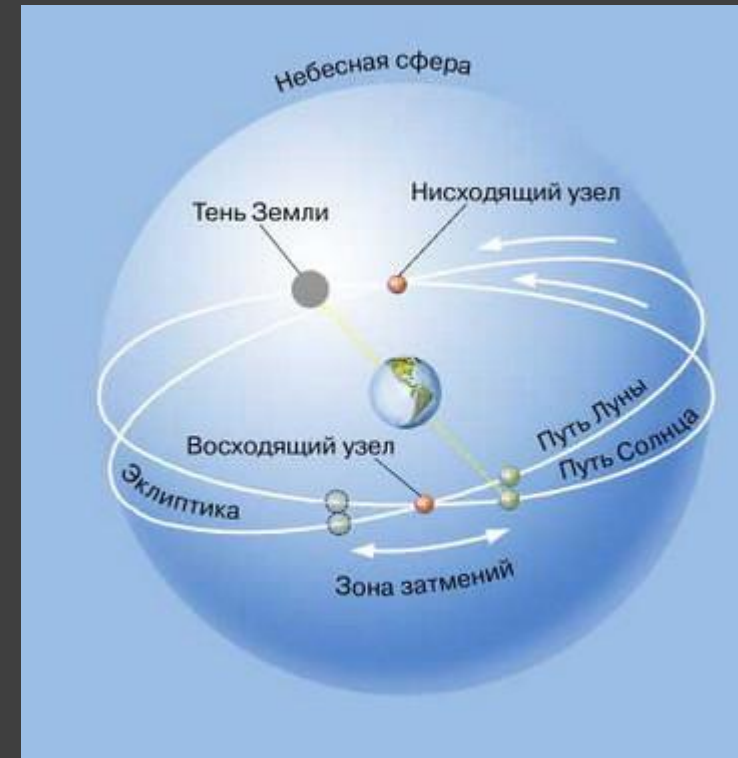 Небесная сфера
Нисходящий узел
Тень Земли
Путь Луны
Путь Солнца
Восходящий узел
Эклиптика
Зона затмений